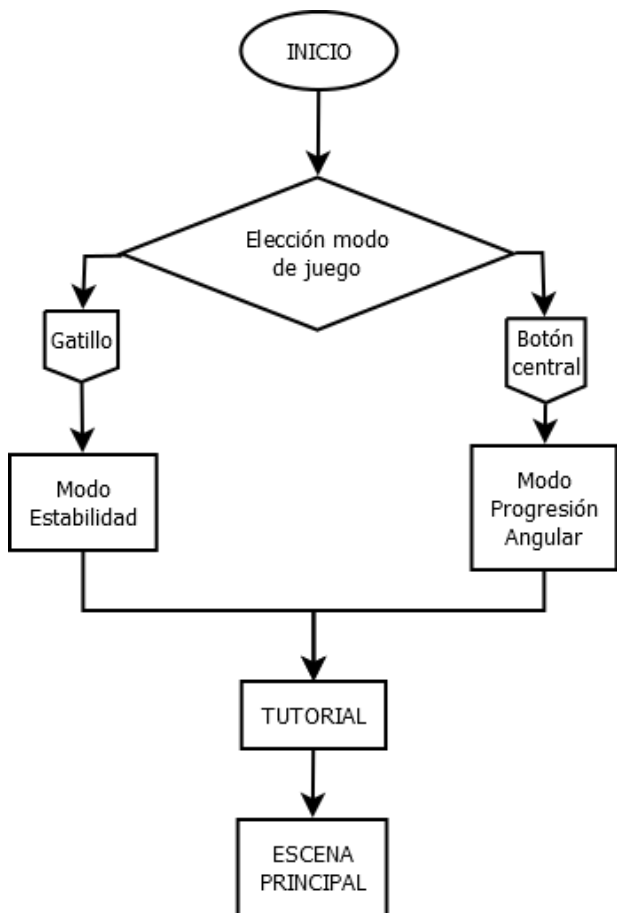 INICIO
Elección modo
de juego
Gatillo
Botón
central
Modo
Estabilidad
Modo
Progresión
Angular
TUTORIAL
ESCENA
PRINCIPAL